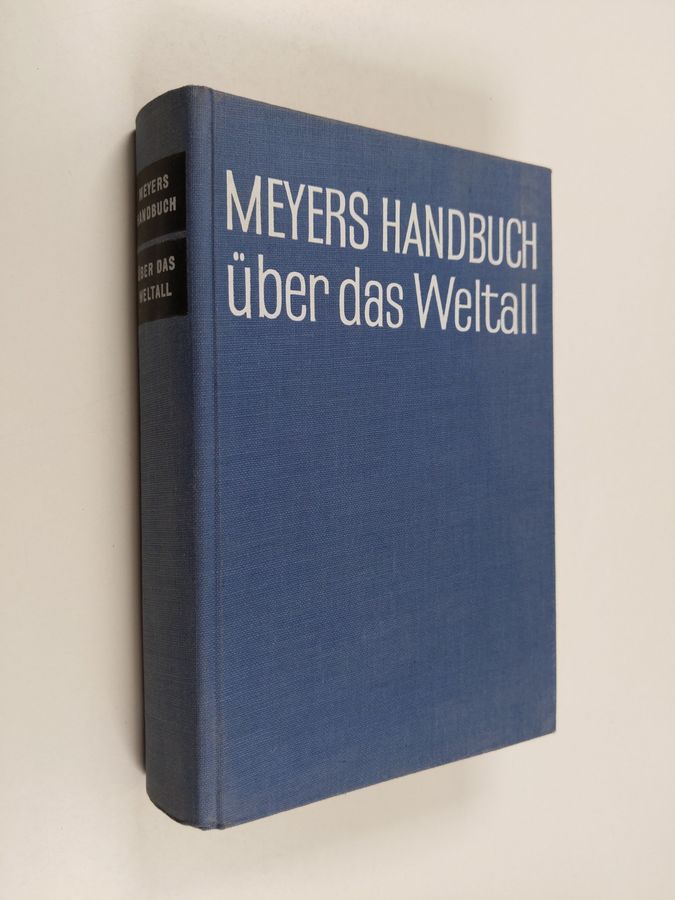 MEYERS HANDBUCH
über das Weltall
MEYERS
HANDBUCH
ÜBER DAS
WELTALL